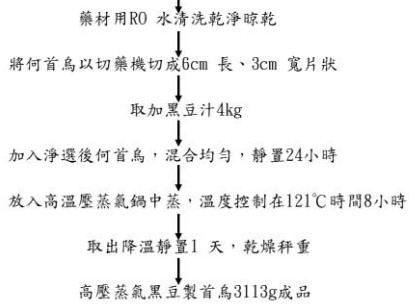 藥材用RO 水清洗乾淨晾乾
將何首烏以切藥機切成6cm 長、3cm 寬片狀
取加黑豆汁4kg
加入淨選後何首烏，混合均勻，靜置24小時
放入高溫壓蒸氣鍋中蒸，溫度控制在121℃時間8小時
取出降溫靜置1 天，乾燥秤重
高壓蒸氣黑豆製首烏3113g成品